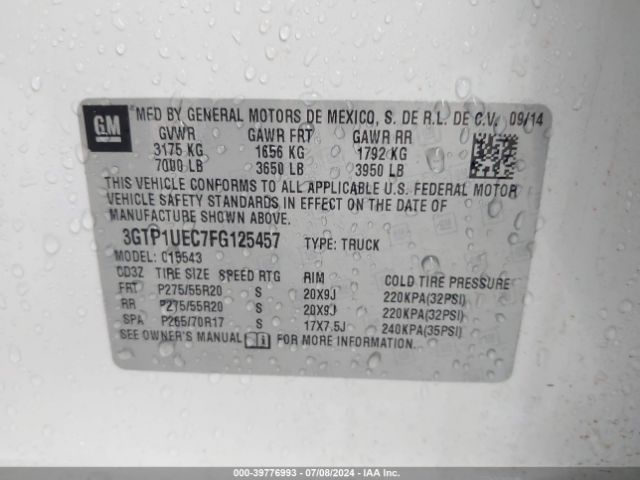 GM MFD BY GENERAL MOTORS DE MEXICO, S. DE R.L. DE C.V. 09/14
GVWR GAWR FRT GAWR RR
3175 KG 1656 KG 1792 KG
7000 LB 3650 LB 3950 LB
THIS VEHICLE CONFORMS TO ALL APPLICABLE U.S. FEDERAL MOTOR
VEHICLE SAFETY STANDARDS IN EFFECT ON THE DATE OF
MANUFACTURE SHOWN ABOVE.
3GTP1UEC7FG125457 TYPE: TRUCK
MODEL: C15543
CD3Z TIRE SIZE SPEED RTG RIM COLD TIRE PRESSURE
FRT P275/55R20 S 20X9J 220KPA(32PSI)
RR P275/55R20 S 20X9J 220KPA(32PSI)
SPA P265/70R17 S 17X7.5J 240KPA(35PSI)
SEE OWNER'S MANUAL FOR MORE INFORMATION.
000-39776993 - 07/08/2024 - IAA Inc.